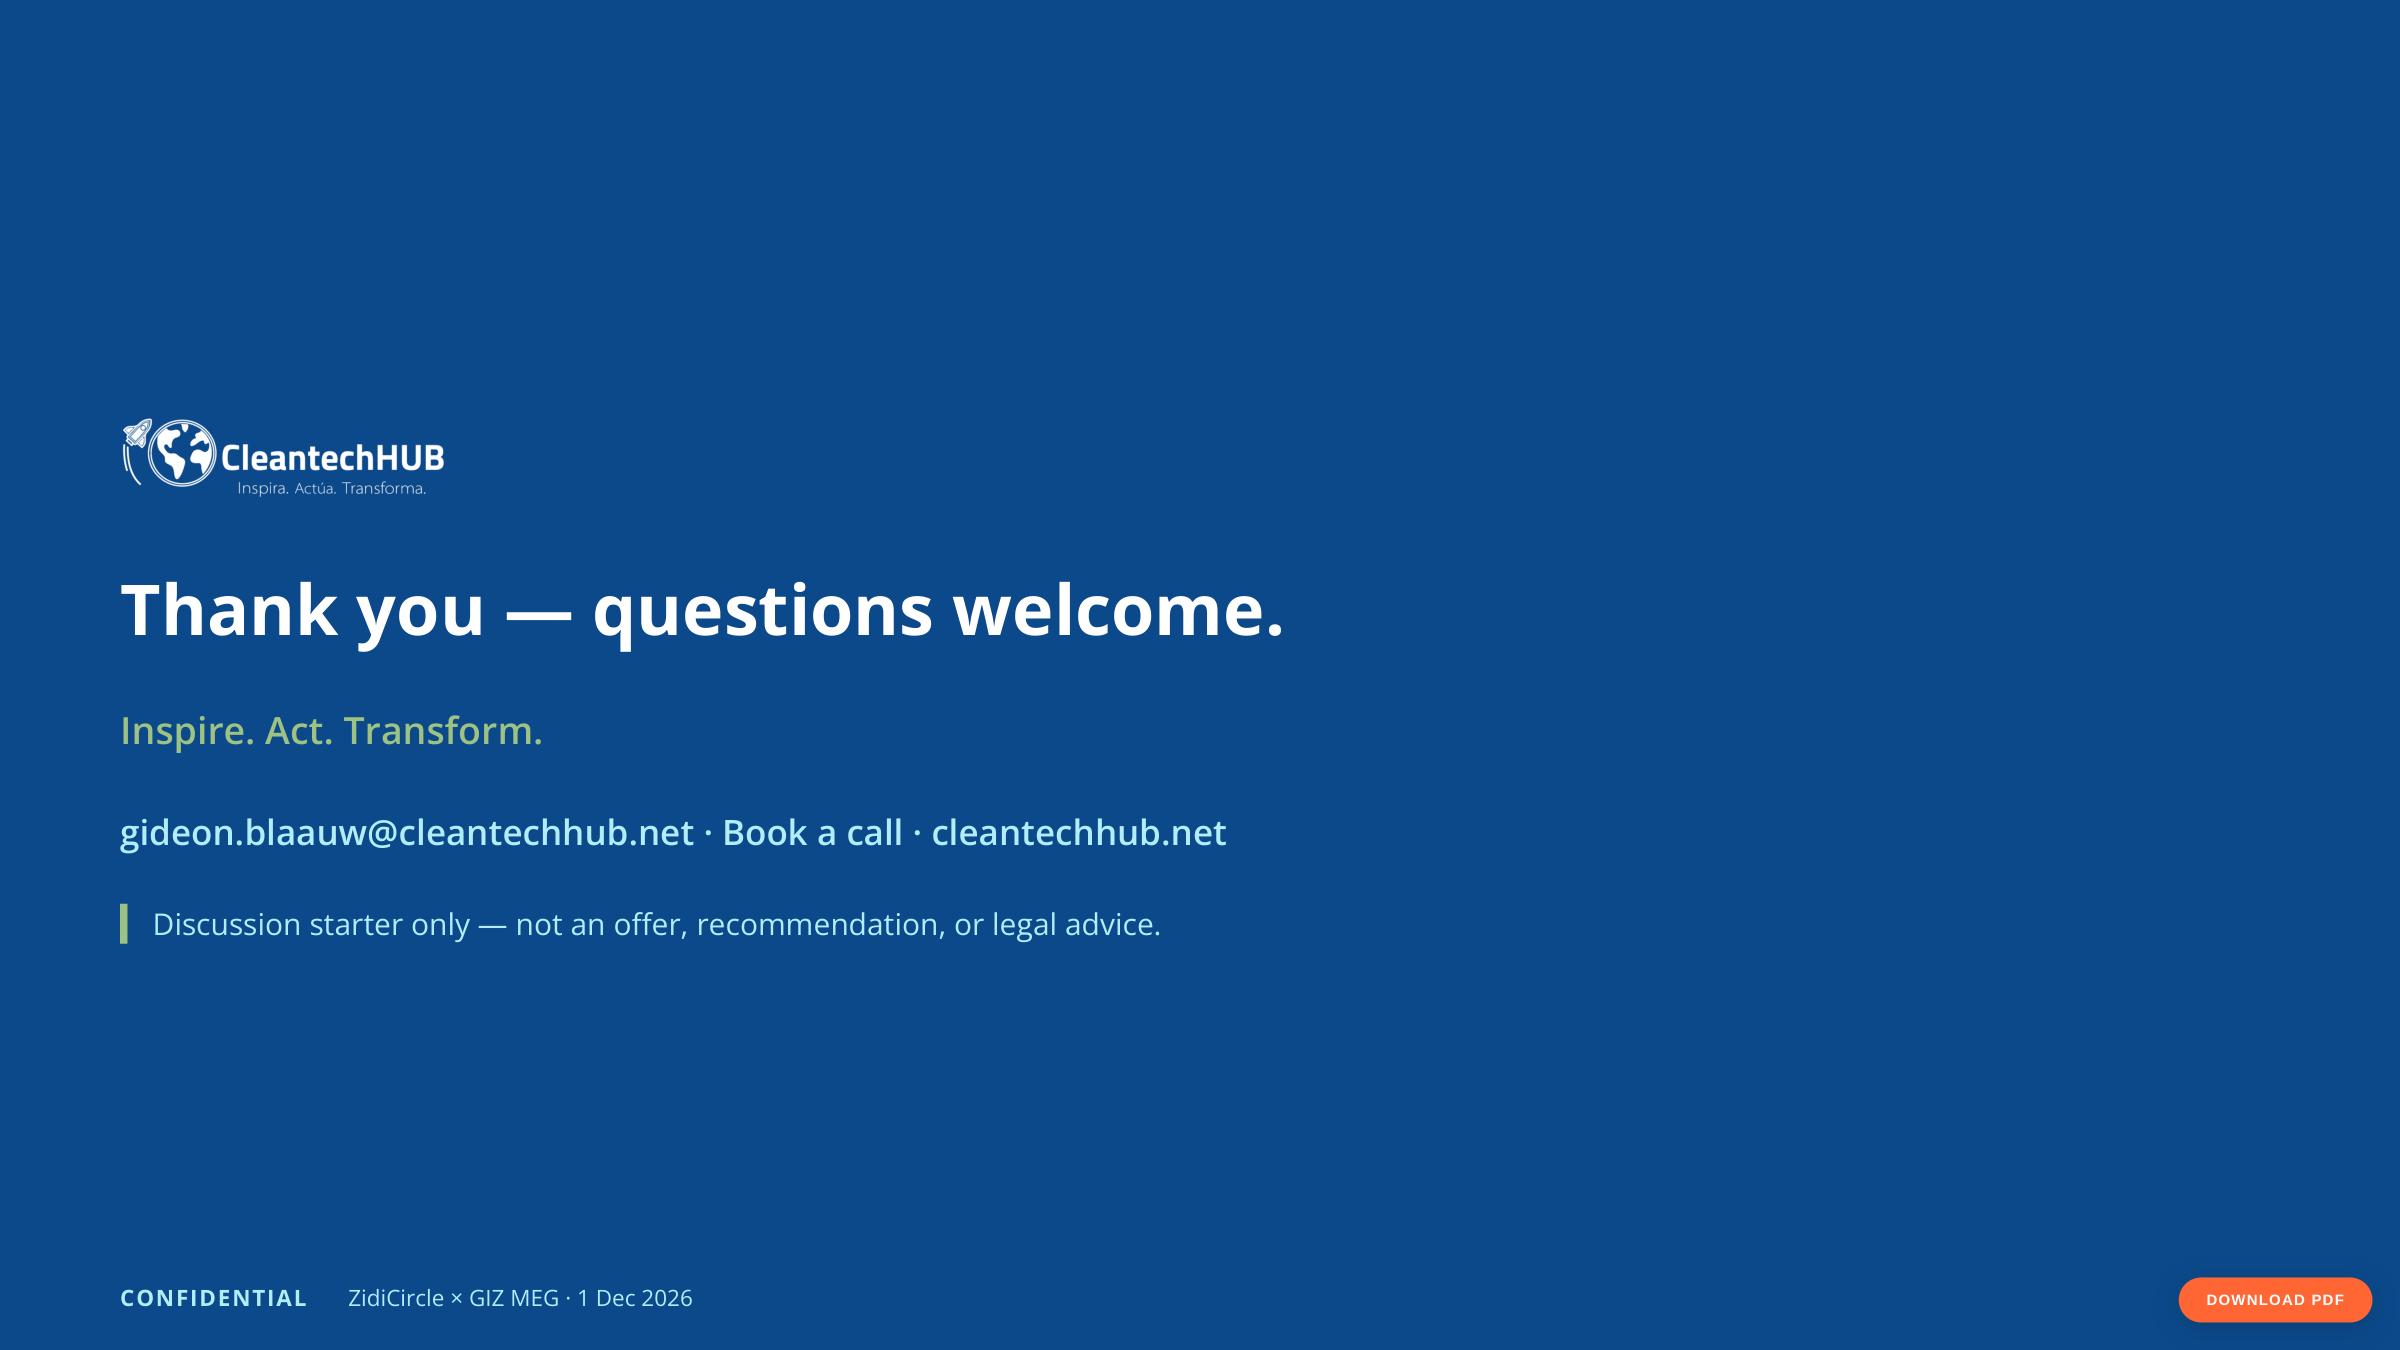 CleantechHUB
Inspira. Actúa. Transforma.
Thank you — questions welcome.
Inspire. Act. Transform.
gideon.blaauw@cleantechhub.net · Book a call · cleantechhub.net
Discussion starter only — not an offer, recommendation, or legal advice.
CONFIDENTIAL ZidiCircle × GIZ MEG · 1 Dec 2026
DOWNLOAD PDF